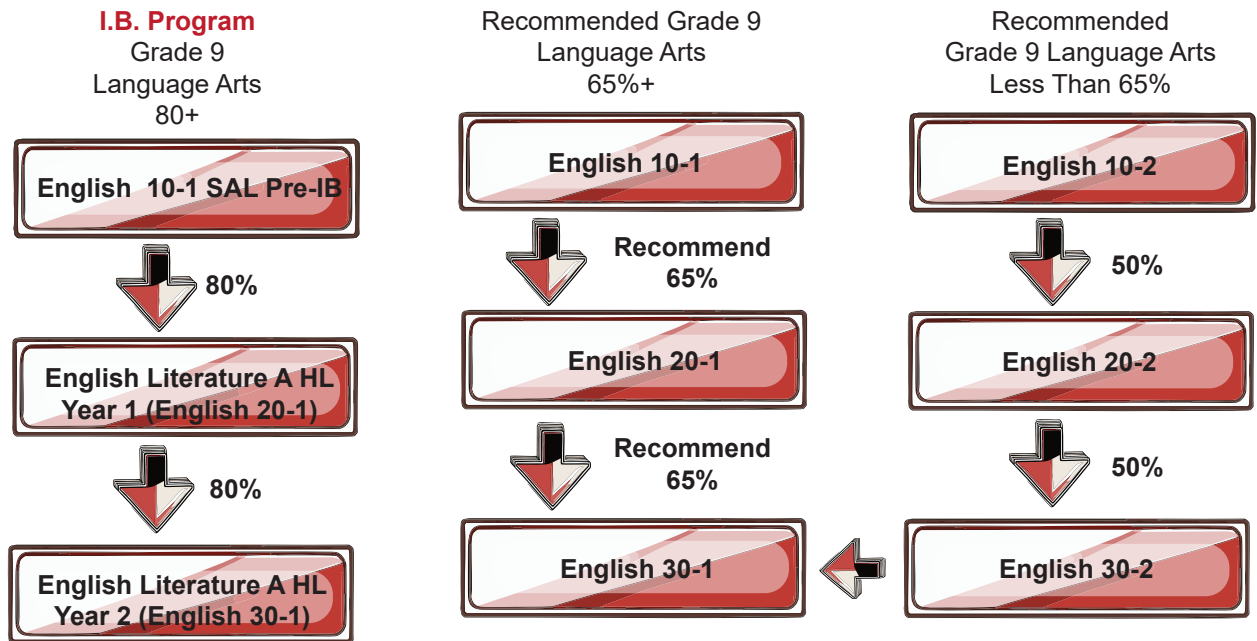 I.B. Program
Grade 9
Language Arts
80+
English 10-1 SAL Pre-IB
80%
English Literature A HL
Year 1 (English 20-1)
80%
English Literature A HL
Year 2 (English 30-1)
Recommended Grade 9
Language Arts
65%+
English 10-1
Recommend
65%
English 20-1
Recommend
65%
English 30-1
Recommended
Grade 9 Language Arts
Less Than 65%
English 10-2
50%
English 20-2
50%
English 30-2